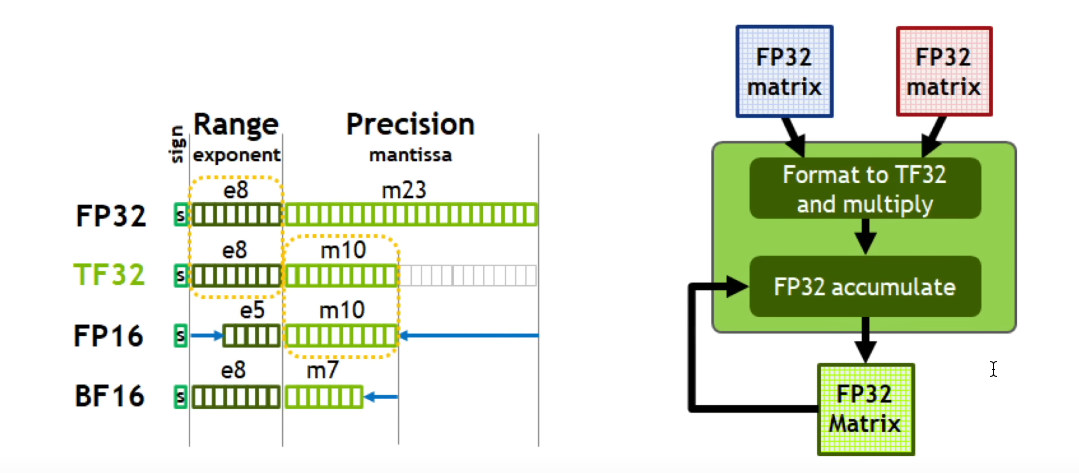 sign
Range
Precision
exponent
mantissa
e8
m23
FP32
s
e8
m10
TF32
s
e5
m10
FP16
s
e8
m7
BF16
s
FP32
matrix
FP32
matrix
Format to TF32
and multiply
FP32 accumulate
FP32
Matrix